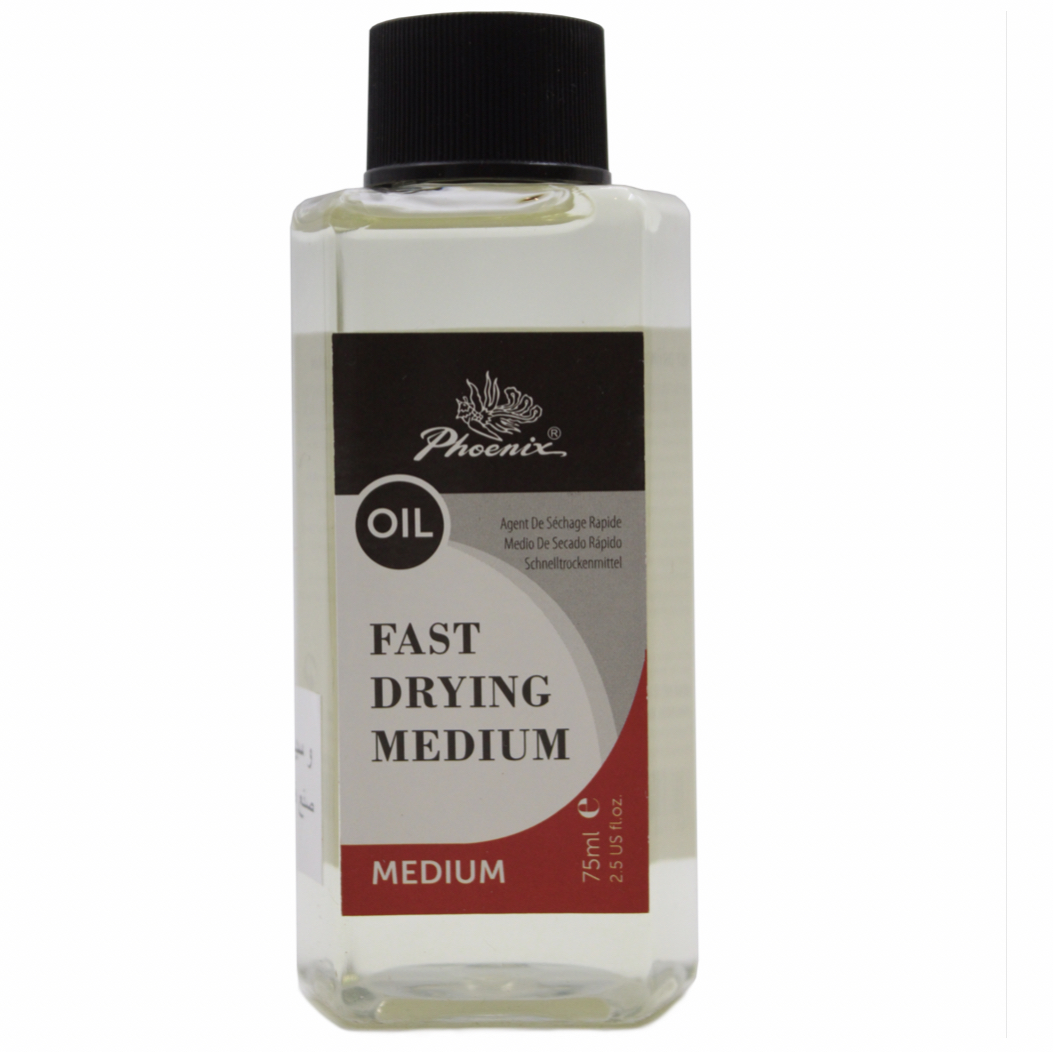 Phoenix®
OIL
Agent De Séchage Rapide
Medio De Secado Rápido
Schnelltrockenmittel
FAST
DRYING
MEDIUM
MEDIUM
75ml e
2.5 US fl.oz.